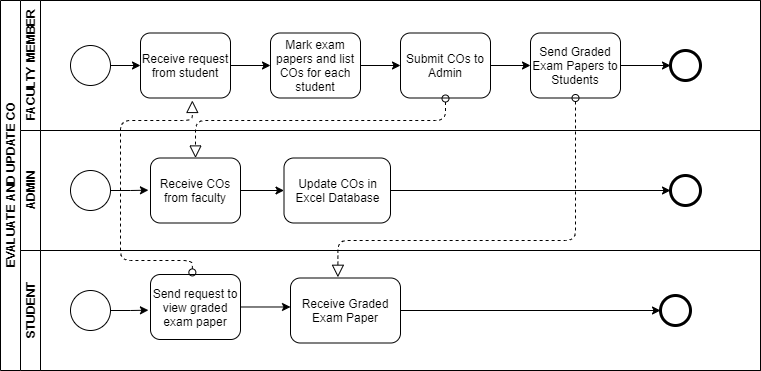 EVALUATE AND UPDATE CO
FACULTY MEMBER
Receive request
from student
Mark exam
papers and list
COs for each
student
Submit COs to
Admin
Send Graded
Exam Papers to
Students
ADMIN
Receive COs
from faculty
Update COs in
Excel Database
STUDENT
Send request to
view graded
exam paper
Receive Graded
Exam Paper